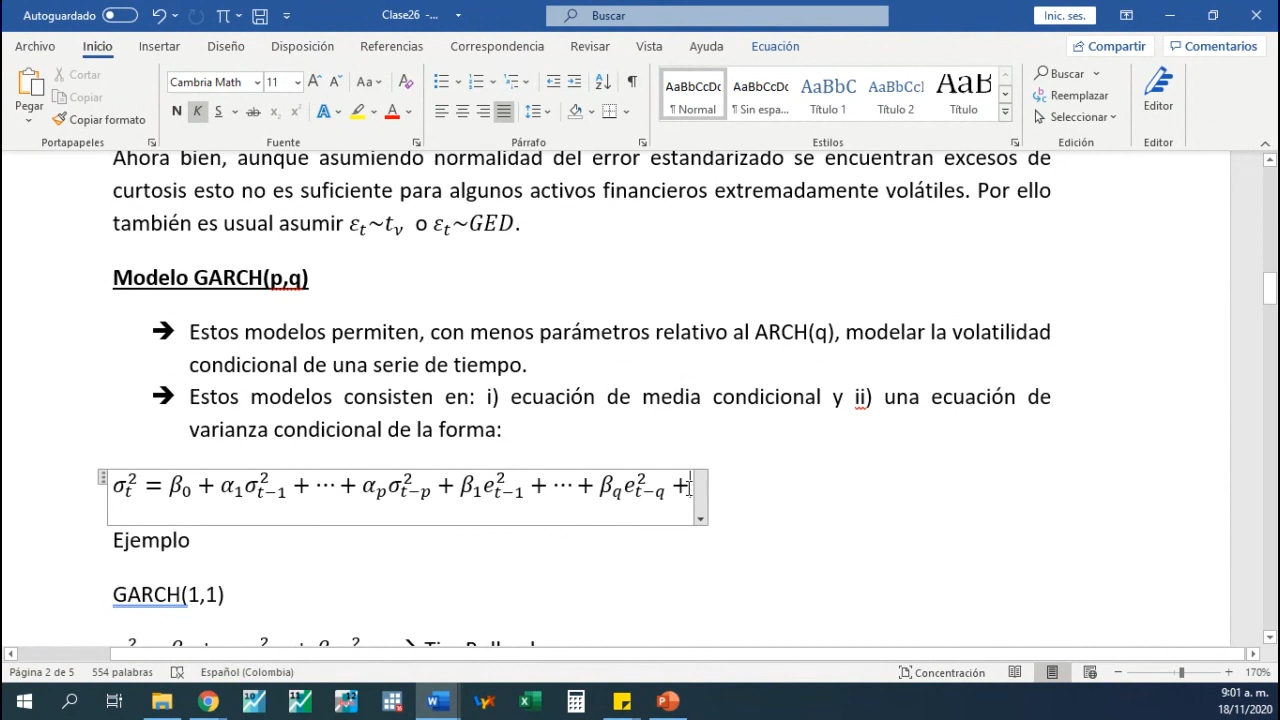 Autoguardado
Clase26 -...
Buscar
Inic. ses.
Archivo Inicio Insertar Diseño Disposición Referencias Correspondencia Revisar Vista Ayuda Ecuación Compartir Comentarios
Pegar
Cortar
Copiar
Copiar formato
Cambria Math 11
N K S ab
AaBbCcDc AaBbCcDc AaBbC AaBbCcl AaB
¶ Normal ¶ Sin espa... Título 1 Título 2 Título
Buscar
Reemplazar
Seleccionar
Editor
Portapapeles Fuente Párrafo Estilos Edición Editor
Ahora bien, aunque asumiendo normalidad del error estandarizado se encuentran excesos de
curtosis esto no es suficiente para algunos activos financieros extremadamente volátiles. Por ello
también es usual asumir εₜ~tᵥ o εₜ~GED.
Modelo GARCH(p,q)
➔ Estos modelos permiten, con menos parámetros relativo al ARCH(q), modelar la volatilidad
condicional de una serie de tiempo.
➔ Estos modelos consisten en: i) ecuación de media condicional y ii) una ecuación de
varianza condicional de la forma:
σ_t^2 = β_0 + α_1σ_{t−1}^2 + ⋯ + α_pσ_{t−p}^2 + β_1e_{t−1}^2 + ⋯ + β_qe_{t−q}^2 +
Ejemplo
GARCH(1,1)
Página 2 de 5 554 palabras Español (Colombia) Concentración 170%
9:01 a. m.
18/11/2020